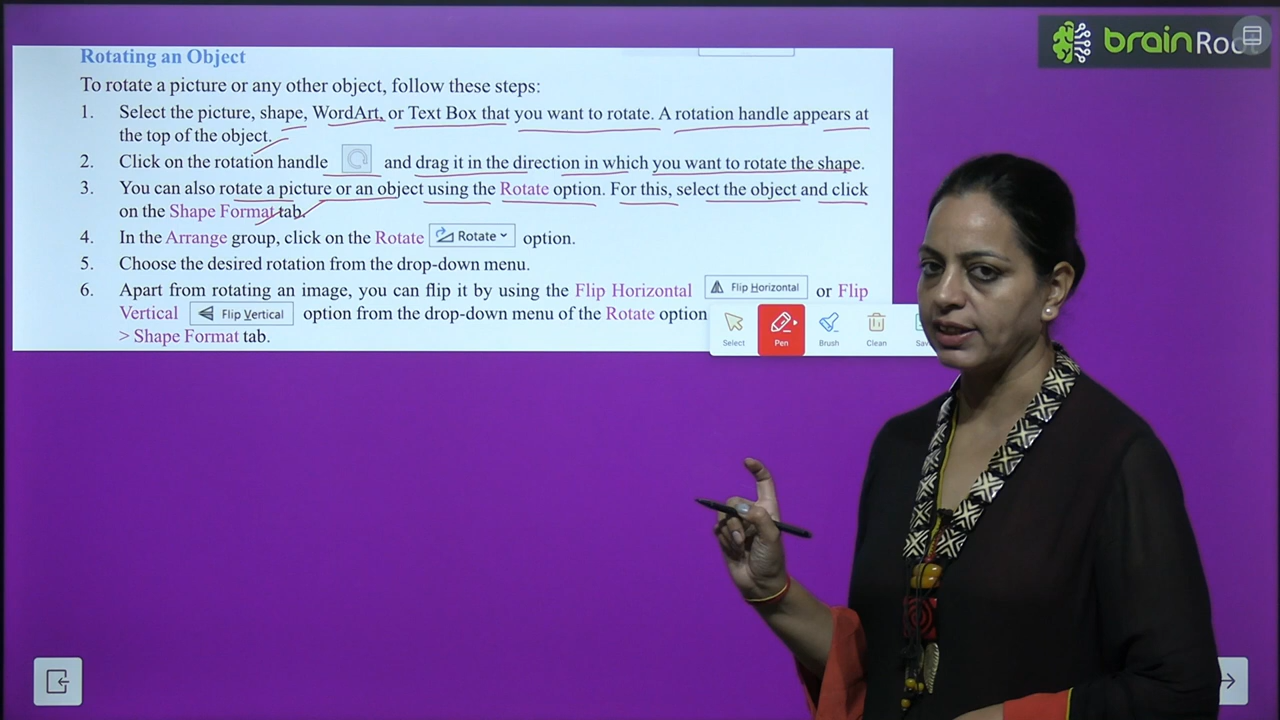 brainRoot
Rotating an Object
To rotate a picture or any other object, follow these steps:
1. Select the picture, shape, WordArt, or Text Box that you want to rotate. A rotation handle appears at
the top of the object.
2. Click on the rotation handle and drag it in the direction in which you want to rotate the shape.
3. You can also rotate a picture or an object using the Rotate option. For this, select the object and click
on the Shape Format tab.
4. In the Arrange group, click on the Rotate Rotate option.
5. Choose the desired rotation from the drop-down menu.
6. Apart from rotating an image, you can flip it by using the Flip Horizontal Flip Horizontal or Flip
Vertical Flip Vertical option from the drop-down menu of the Rotate option
> Shape Format tab.
Select Pen Brush Clean